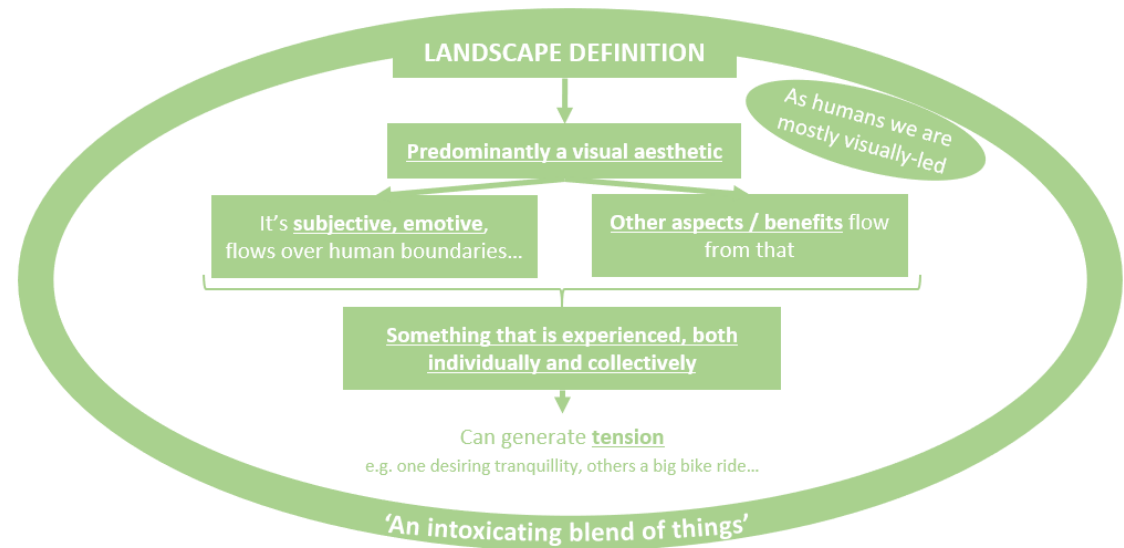 LANDSCAPE DEFINITION
As humans we are
mostly visually-led
Predominantly a visual aesthetic
It’s subjective, emotive,
flows over human boundaries…
Other aspects / benefits flow
from that
Something that is experienced, both
individually and collectively
Can generate tension
e.g. one desiring tranquillity, others a big bike ride…
‘An intoxicating blend of things’